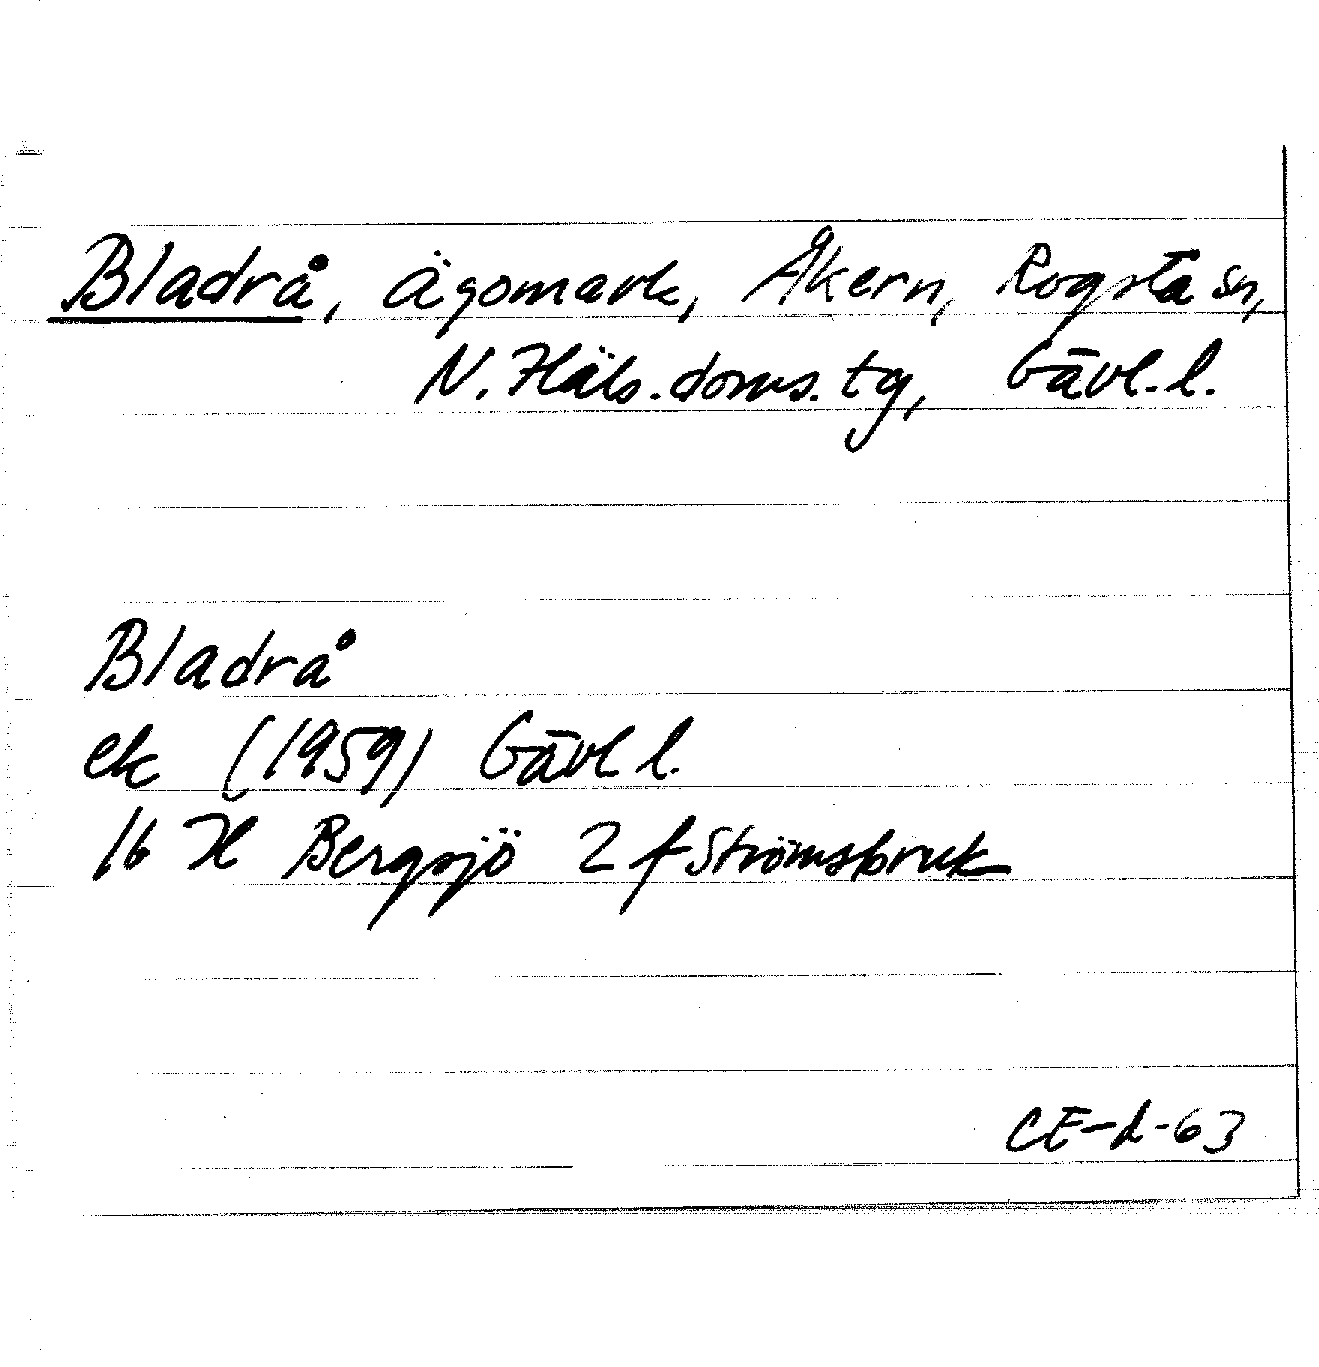 Bladrå, ägomark, Åkern, Rogsta sn,
N. Häls. doms. tg, Gävl. l.
Bladrå
ek (1959) Gävl. l.
16 H Bergsjö 2 f Strömsbruk
CE-h-63